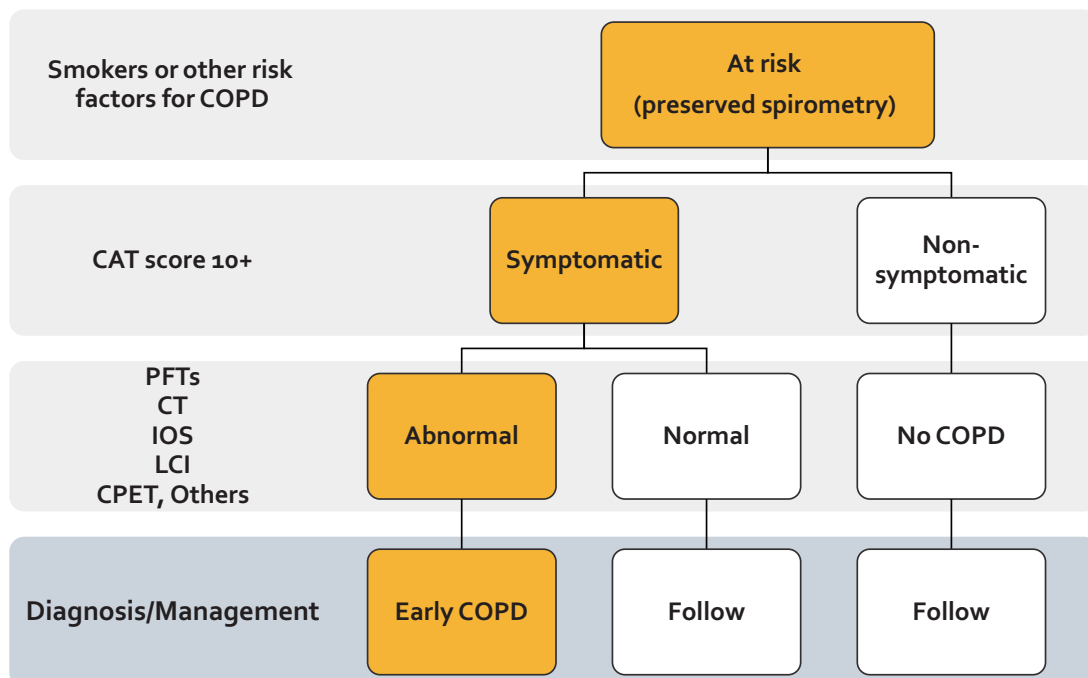 Smokers or other risk
factors for COPD
At risk
(preserved spirometry)
CAT score 10+
Symptomatic
Non-
symptomatic
PFTs
CT
IOS
LCI
CPET, Others
Abnormal
Normal
No COPD
Diagnosis/Management
Early COPD
Follow
Follow